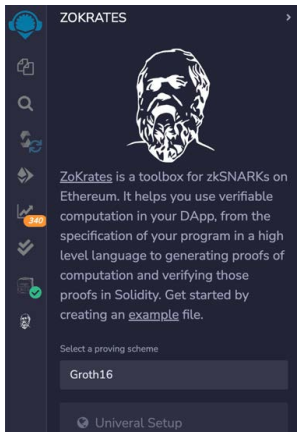 ZOKRATES
ZoKrates is a toolbox for zkSNARKs on
Ethereum. It helps you use verifiable
computation in your DApp, from the
specification of your program in a high
level language to generating proofs of
computation and verifying those
proofs in Solidity. Get started by
creating an example file.
340
Select a proving scheme
Groth16
Univeral Setup